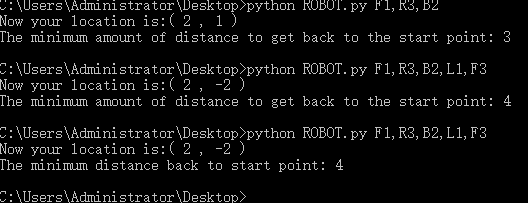 C:\Users\Administrator\Desktop>python ROBOT.py F1,R3,B2
Now your location is:( 2 , 1 )
The minimum amount of distance to get back to the start point: 3
C:\Users\Administrator\Desktop>python ROBOT.py F1,R3,B2,L1,F3
Now your location is:( 2 , -2 )
The minimum amount of distance to get back to the start point: 4
C:\Users\Administrator\Desktop>python ROBOT.py F1,R3,B2,L1,F3
Now your location is:( 2 , -2 )
The minimum distance back to start point: 4
C:\Users\Administrator\Desktop>